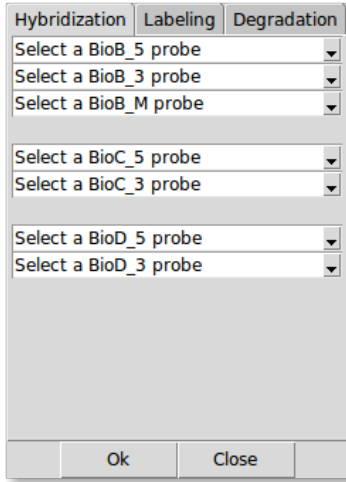 Hybridization Labeling Degradation
Select a BioB_5 probe
Select a BioB_3 probe
Select a BioB_M probe
Select a BioC_5 probe
Select a BioC_3 probe
Select a BioD_5 probe
Select a BioD_3 probe
Ok Close